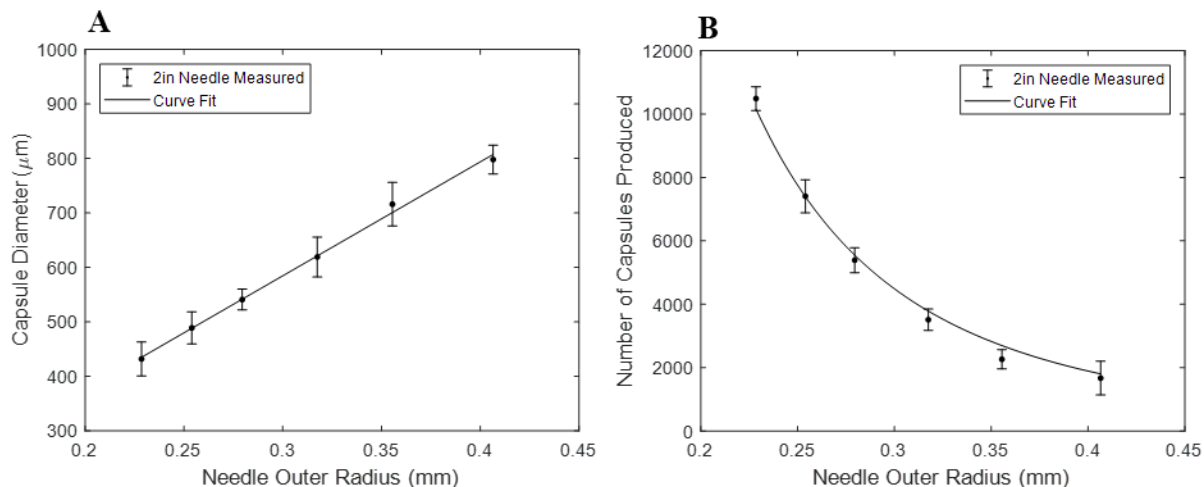 A
1000
900
800
700
600
500
400
300
0.2
0.25
0.3
0.35
0.4
0.45
Capsule Diameter (μm)
Needle Outer Radius (mm)
2in Needle Measured
Curve Fit
B
12000
10000
8000
6000
4000
2000
0
0.2
0.25
0.3
0.35
0.4
0.45
Number of Capsules Produced
Needle Outer Radius (mm)
2in Needle Measured
Curve Fit